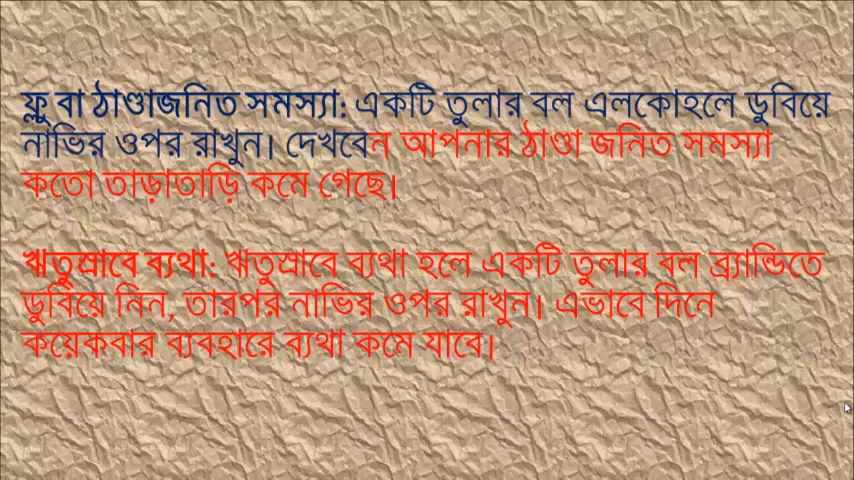 ফ্লু বা ঠাণ্ডাজনিত সমস্যা: একটি তুলার বল এলকোহলে ডুবিয়ে
নাভির ওপর রাখুন। দেখবেন আপনার ঠাণ্ডা জনিত সমস্যা
কতো তাড়াতাড়ি কমে গেছে।
ঋতুস্রাবে ব্যথা: ঋতুস্রাবে ব্যথা হলে একটি তুলার বল ব্র্যান্ডিতে
ডুবিয়ে নিন, তারপর নাভির ওপর রাখুন। এভাবে দিনে
কয়েকবার ব্যবহারে ব্যথা কমে যাবে।